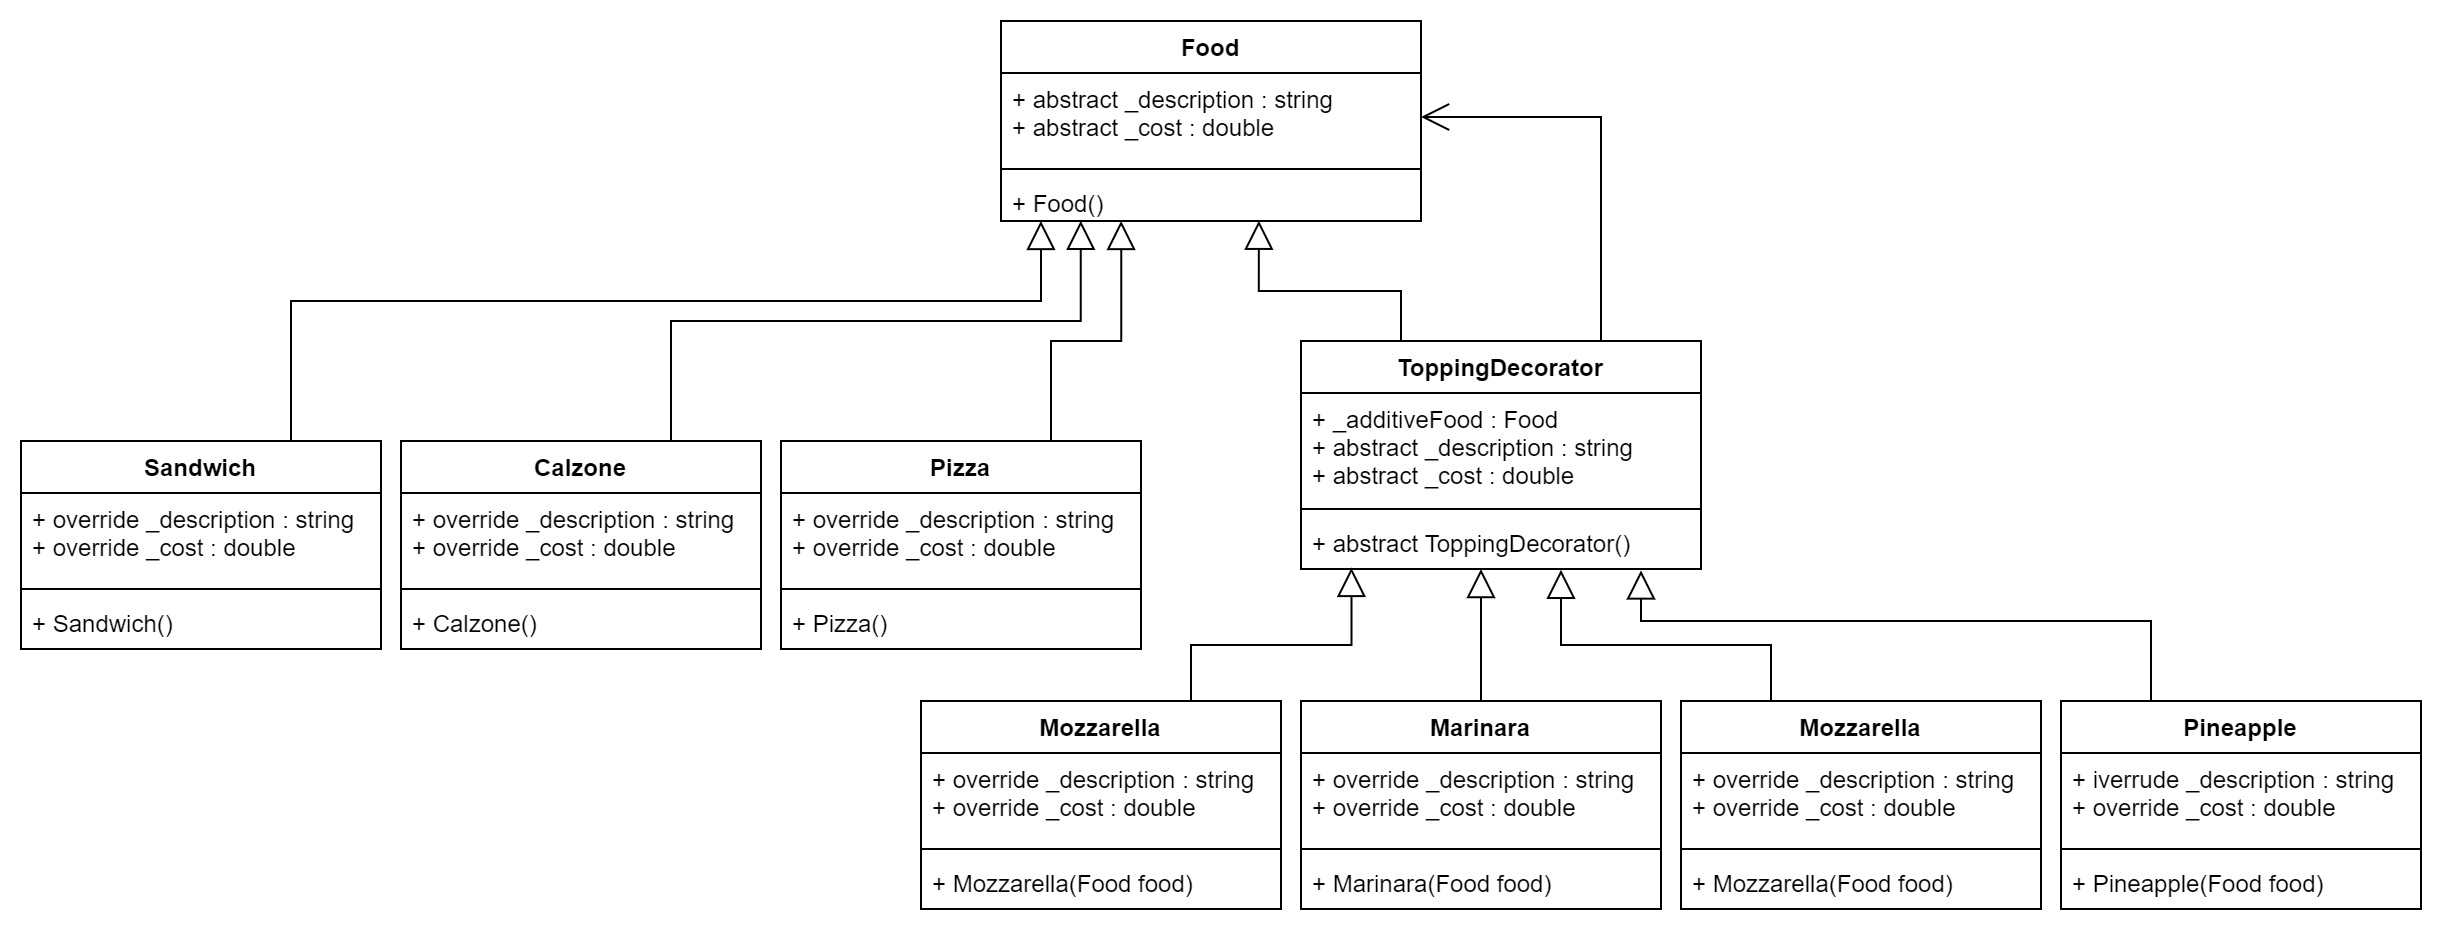 Food
+ abstract _description : string
+ abstract _cost : double
+ Food()
ToppingDecorator
+ _additiveFood : Food
+ abstract _description : string
+ abstract _cost : double
+ abstract ToppingDecorator()
Sandwich
+ override _description : string
+ override _cost : double
+ Sandwich()
Calzone
+ override _description : string
+ override _cost : double
+ Calzone()
Pizza
+ override _description : string
+ override _cost : double
+ Pizza()
Mozzarella
+ override _description : string
+ override _cost : double
+ Mozzarella(Food food)
Marinara
+ override _description : string
+ override _cost : double
+ Marinara(Food food)
Mozzarella
+ override _description : string
+ override _cost : double
+ Mozzarella(Food food)
Pineapple
+ iverrude _description : string
+ override _cost : double
+ Pineapple(Food food)